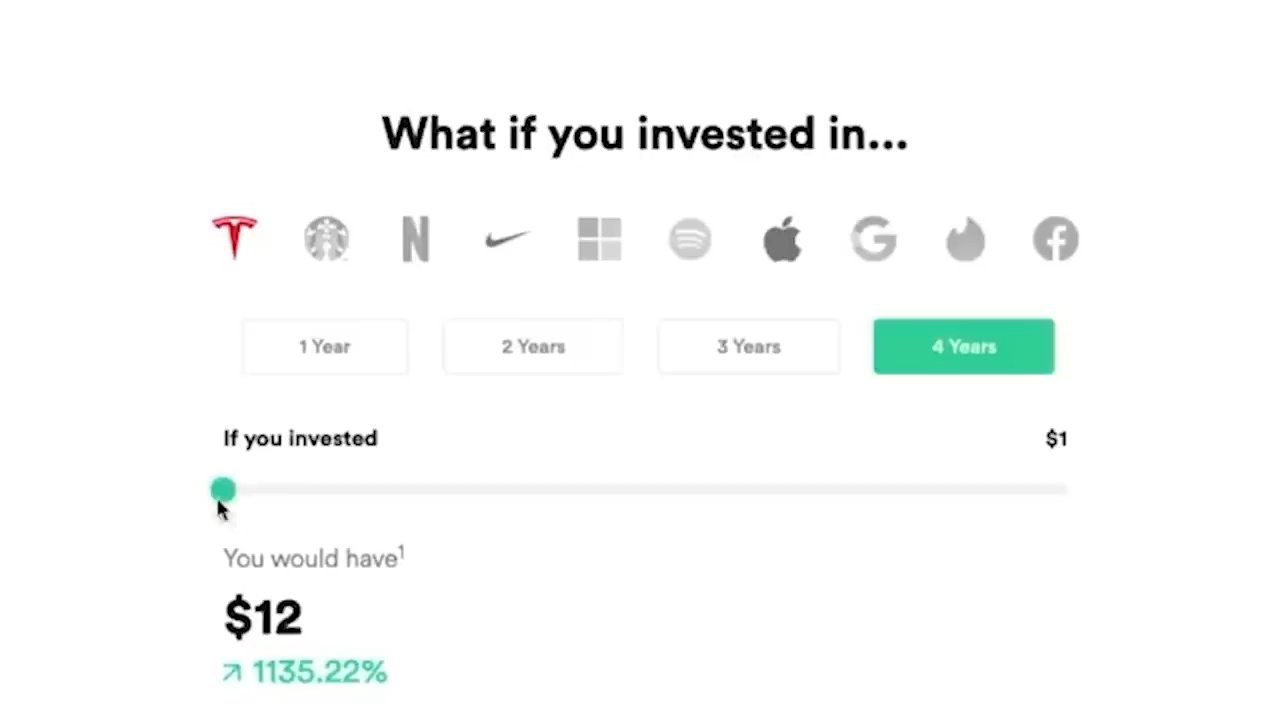 What if you invested in...
1 Year 2 Years 3 Years 4 Years
If you invested $1
You would have¹
$12
↗ 1135.22%